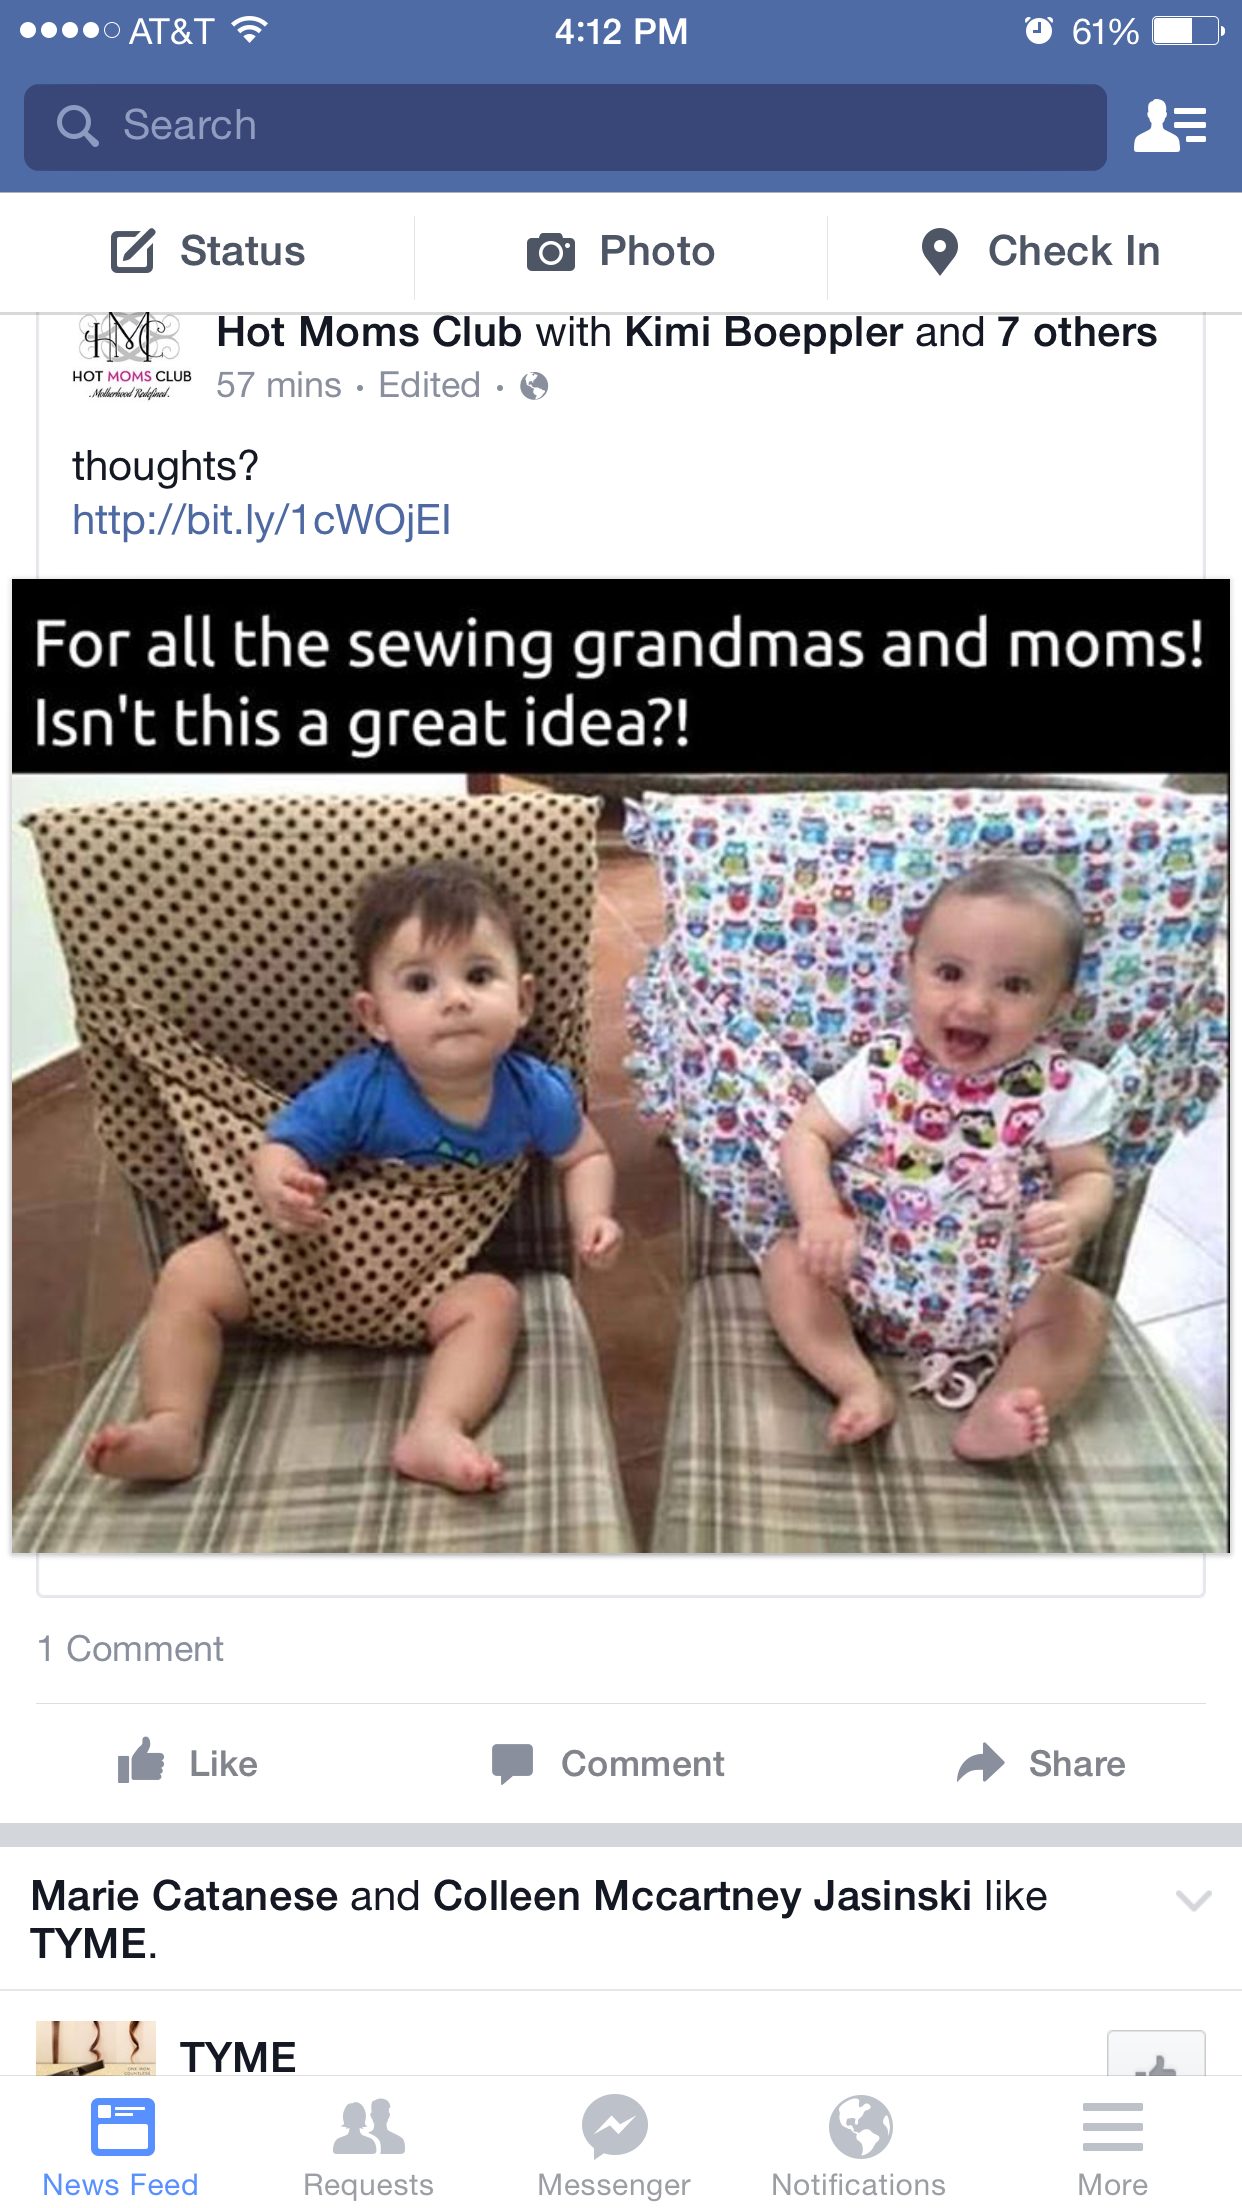 AT&T 4:12 PM 61%
Search
Status Photo Check In
HMC
HOT MOMS CLUB
.Motherhood Redefined.
Hot Moms Club with Kimi Boeppler and 7 others
57 mins · Edited ·
thoughts?
http://bit.ly/1cWOjEI
For all the sewing grandmas and moms!
Isn't this a great idea?!
1 Comment
Like Comment Share
Marie Catanese and Colleen Mccartney Jasinski like
TYME.
TYME
News Feed Requests Messenger Notifications More